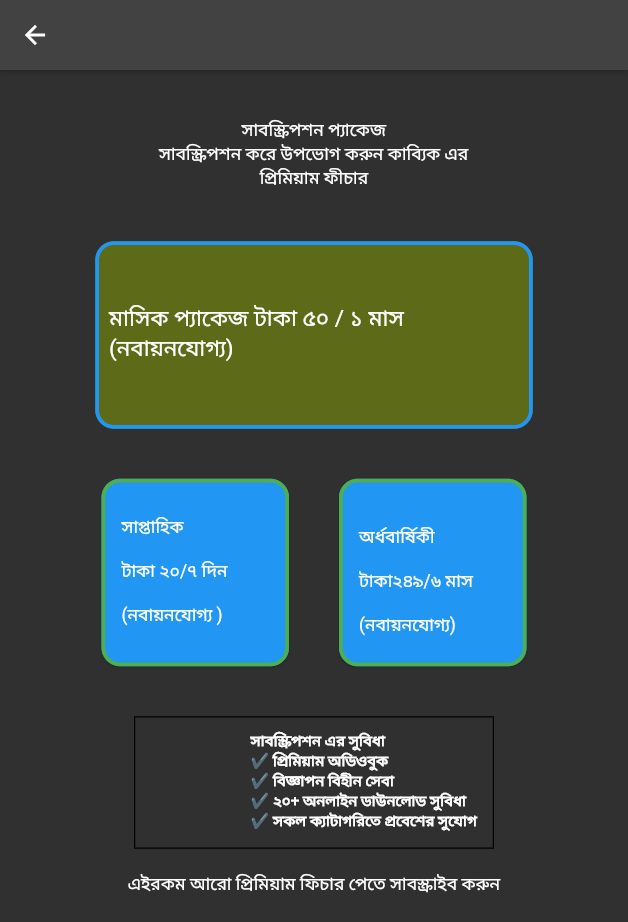 সাবস্ক্রিপশন প্যাকেজ
সাবস্ক্রিপশন করে উপভোগ করুন কাব্যিক এর
প্রিমিয়াম ফীচার
মাসিক প্যাকেজ টাকা ৫০ / ১ মাস
(নবায়নযোগ্য)
সাপ্তাহিক
টাকা ২০/৭ দিন
(নবায়নযোগ্য )
অর্ধবার্ষিকী
টাকা২৪৯/৬ মাস
(নবায়নযোগ্য)
সাবস্ক্রিপশন এর সুবিধা
✔ প্রিমিয়াম অডিওবুক
✔ বিজ্ঞাপন বিহীন সেবা
✔ ২০+ অনলাইন ডাউনলোড সুবিধা
✔ সকল ক্যাটাগরিতে প্রবেশের সুযোগ
এইরকম আরো প্রিমিয়াম ফিচার পেতে সাবস্ক্রাইব করুন